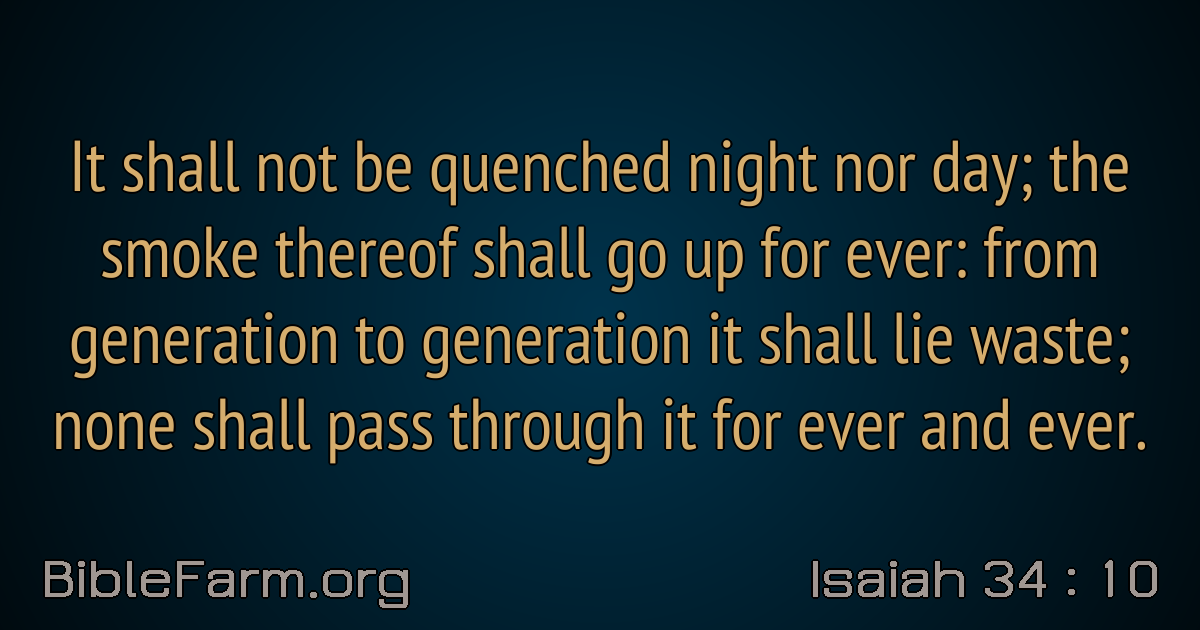 It shall not be quenched night nor day; the
smoke thereof shall go up for ever: from
generation to generation it shall lie waste;
none shall pass through it for ever and ever.
BibleFarm.org
Isaiah 34 : 10